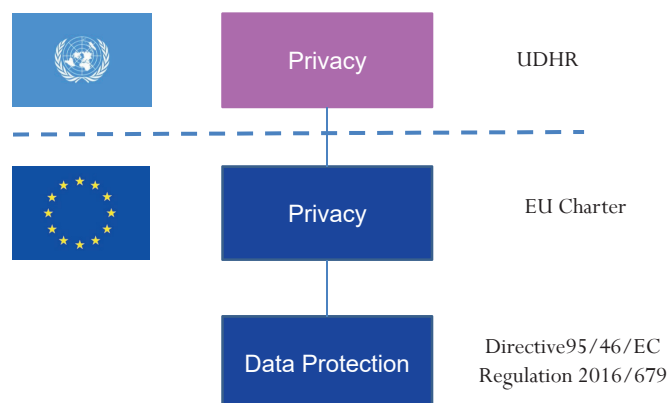 Privacy
UDHR
Privacy
EU Charter
Data Protection
Directive95/46/EC
Regulation 2016/679